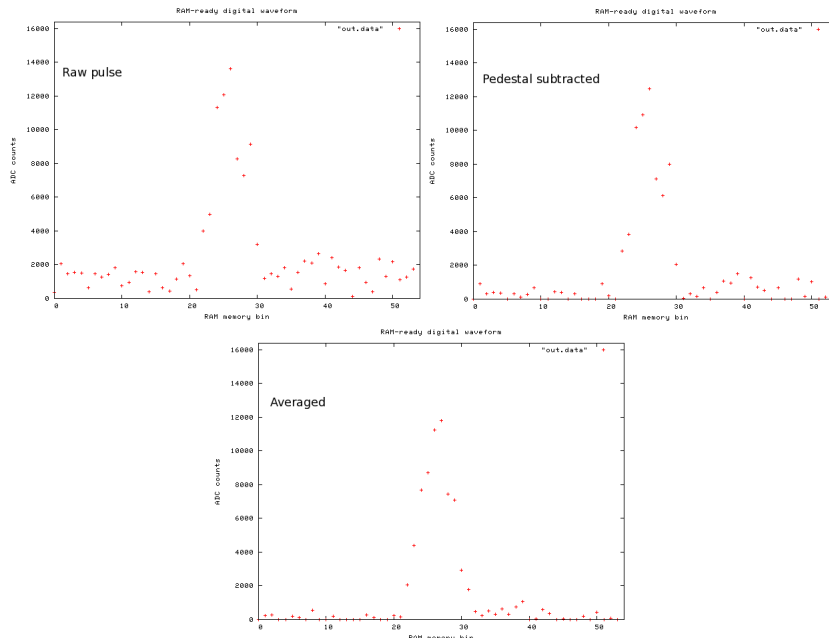 RAM-ready digital waveform
16000
14000
12000
10000
8000
6000
4000
2000
0
"out.data"
Raw pulse
ADC counts
0 10 20 30 40 50
RAM memory bin
RAM-ready digital waveform
16000
14000
12000
10000
8000
6000
4000
2000
0
"out.data"
Pedestal subtracted
ADC counts
0 10 20 30 40 50
RAM memory bin
RAM-ready digital waveform
16000
14000
12000
10000
8000
6000
4000
2000
0
"out.data"
Averaged
ADC counts
0 10 20 30 40 50
RAM memory bin